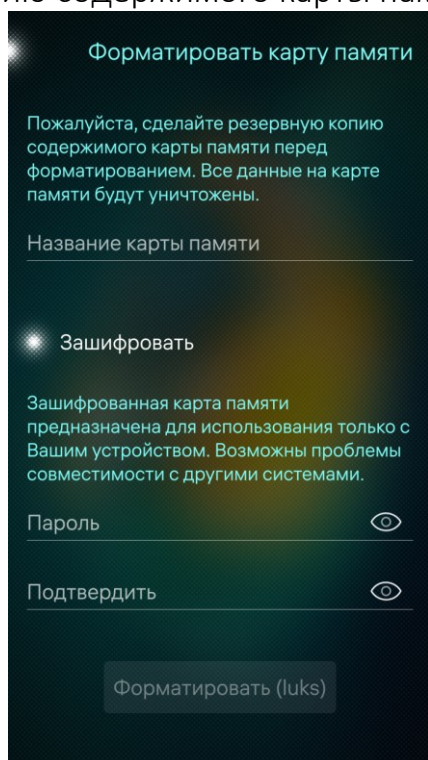 содержимого карты
Форматировать карту памяти
Пожалуйста, сделайте резервную копию
содержимого карты памяти перед
форматированием. Все данные на карте
памяти будут уничтожены.
Название карты памяти
Зашифровать
Зашифрованная карта памяти
предназначена для использования только с
Вашим устройством. Возможны проблемы
совместимости с другими системами.
Пароль
Подтвердить
Форматировать (luks)